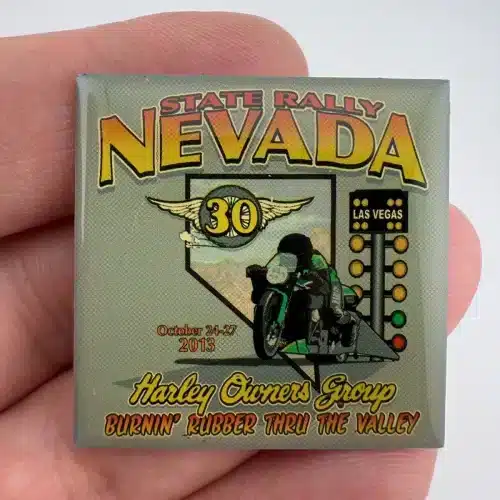 STATE RALLY
NEVADA
30
LAS VEGAS
October 24-27
2013
Harley Owners Group
BURNIN' RUBBER THRU THE VALLEY